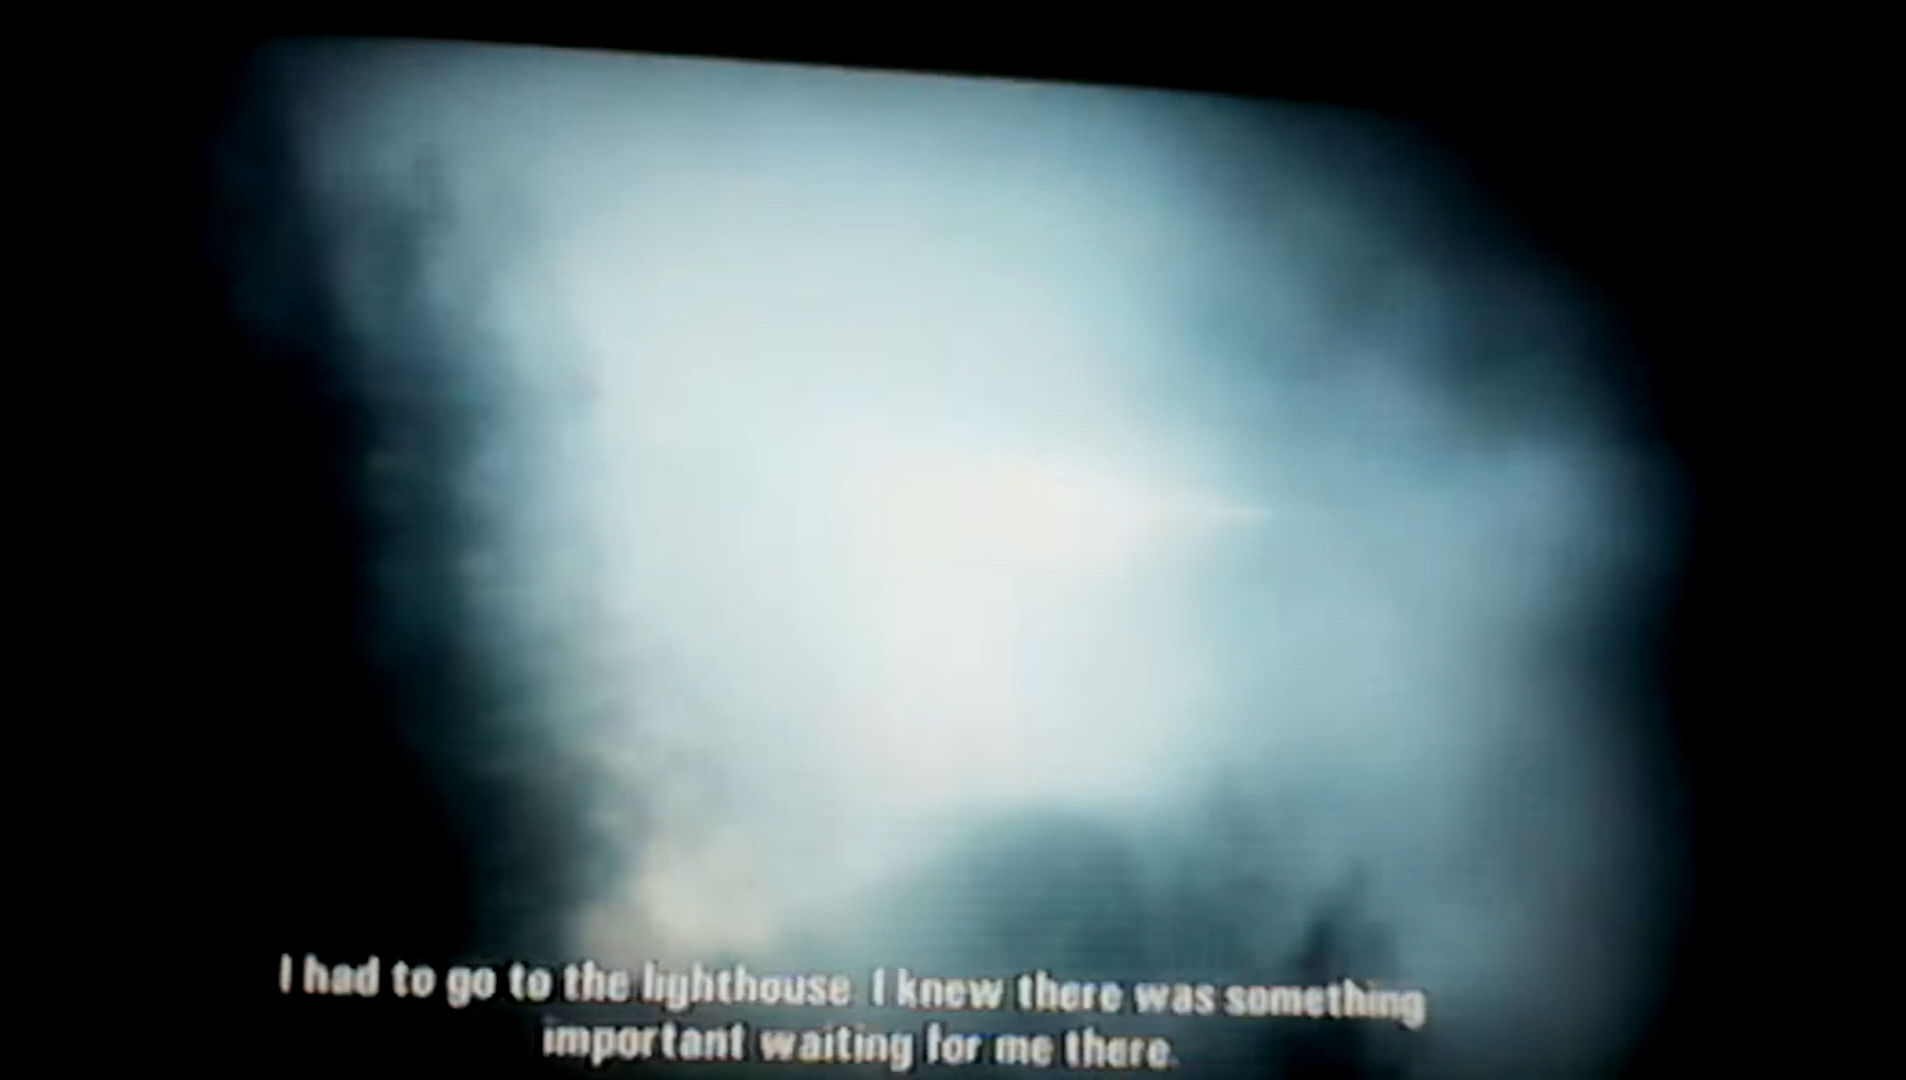 I had to go to the lighthouse. I knew there was something
important waiting for me there.